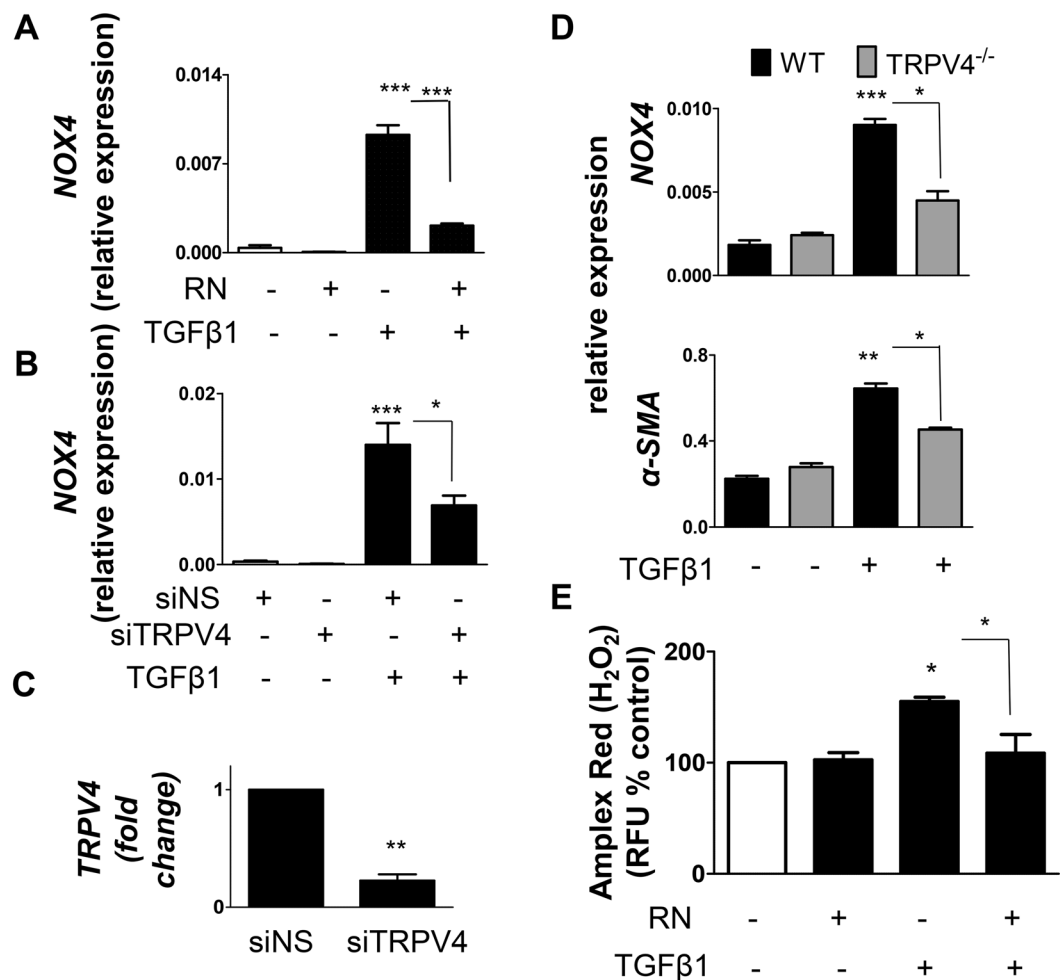 A
NOX4
(relative expression)
0.014
0.007
0.000
*** ***
RN - + - +
TGFβ1 - - + +
B
NOX4
(relative expression)
0.02
0.01
0.00
*** *
siNS + - + -
siTRPV4 - + - +
TGFβ1 - - + +
C
TRPV4
(fold
change)
1
0
**
siNS siTRPV4
D
WT TRPV4-/-
relative expression
NOX4
0.010
0.005
0.000
*** *
α-SMA
0.8
0.4
0.0
** *
TGFβ1 - - + +
E
Amplex Red (H2O2)
(RFU % control)
200
100
0
* *
RN - + - +
TGFβ1 - - + +